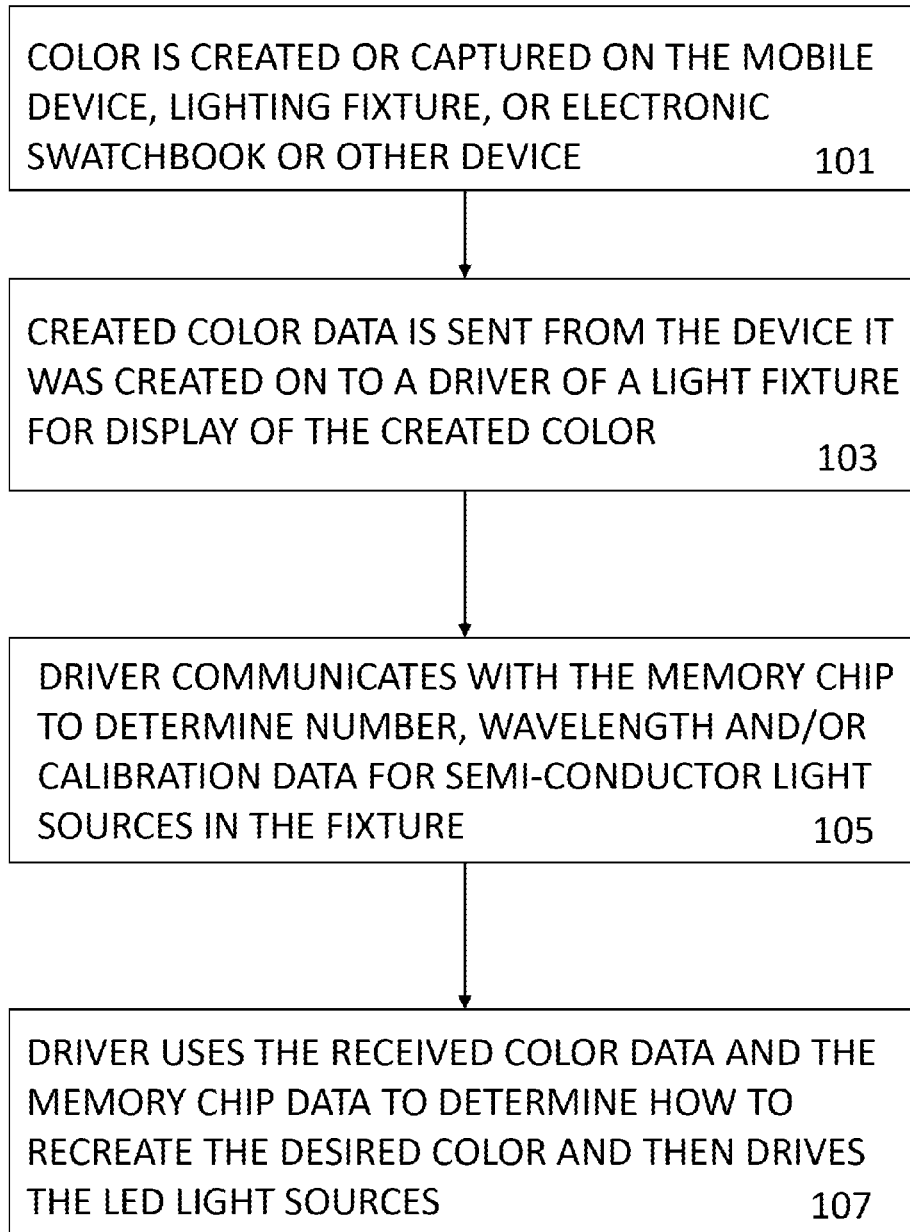 COLOR IS CREATED OR CAPTURED ON THE MOBILE
DEVICE, LIGHTING FIXTURE, OR ELECTRONIC
SWATCHBOOK OR OTHER DEVICE
101
CREATED COLOR DATA IS SENT FROM THE DEVICE IT
WAS CREATED ON TO A DRIVER OF A LIGHT FIXTURE
FOR DISPLAY OF THE CREATED COLOR
103
DRIVER COMMUNICATES WITH THE MEMORY CHIP
TO DETERMINE NUMBER, WAVELENGTH AND/OR
CALIBRATION DATA FOR SEMI-CONDUCTOR LIGHT
SOURCES IN THE FIXTURE
105
DRIVER USES THE RECEIVED COLOR DATA AND THE
MEMORY CHIP DATA TO DETERMINE HOW TO
RECREATE THE DESIRED COLOR AND THEN DRIVES
THE LED LIGHT SOURCES
107